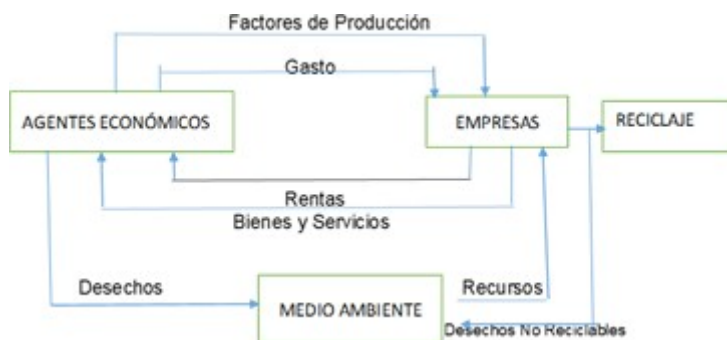 Factores de Producción
Gasto
AGENTES ECONÓMICOS
EMPRESAS
RECICLAJE
Rentas
Bienes y Servicios
Desechos
MEDIO AMBIENTE
Recursos
Desechos No Reciclables